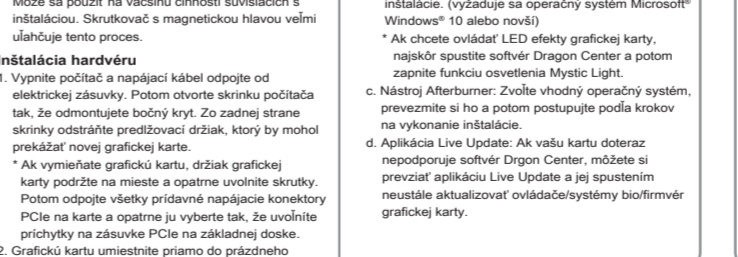 Môže sa použiť na väčšinu činností súvisiacich s
inštaláciou. Skrutkovač s magnetickou hlavou veľmi
uľahčuje tento proces.
Inštalácia hardvéru
1. Vypnite počítač a napájací kábel odpojte od
elektrickej zásuvky. Potom otvorte skrinku počítača
tak, že odmontujete bočný kryt. Zo zadnej strane
skrinky odstráňte predlžovací držiak, ktorý by mohol
prekážať novej grafickej karte.
* Ak vymieňate grafickú kartu, držiak grafickej
karty podržte na mieste a opatrne uvolnite skrutky.
Potom odpojte všetky prídavné napájacie konektory
PCIe na karte a opatrne ju vyberte tak, že uvoľníte
príchytky na zásuvke PCIe na základnej doske.
2. Grafickú kartu umiestnite priamo do prázdneho
inštalácie. (vyžaduje sa operačný systém Microsoft®
Windows® 10 alebo novší)
* Ak chcete ovládať LED efekty grafickej karty,
najskôr spustite softvér Dragon Center a potom
zapnite funkciu osvetlenia Mystic Light.
c. Nástroj Afterburner: Zvoľte vhodný operačný systém,
prevezmite si ho a potom postupujte podľa krokov
na vykonanie inštalácie.
d. Aplikácia Live Update: Ak vašu kartu doteraz
nepodporuje softvér Drgon Center, môžete si
prevziať aplikáciu Live Update a jej spustením
neustále aktualizovať ovládače/systémy bio/firmvér
grafickej karty.